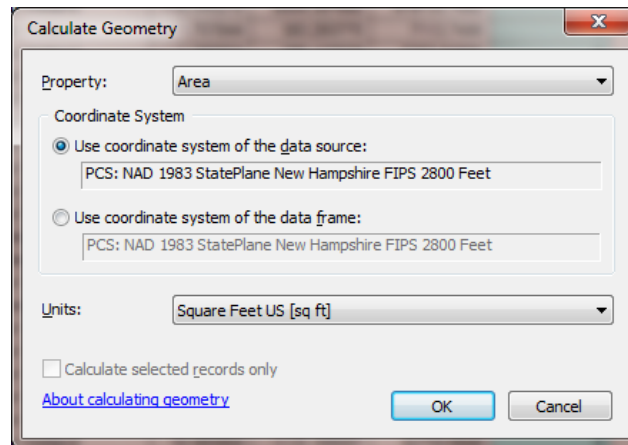 Calculate Geometry
Property:
Area
Coordinate System
Use coordinate system of the data source:
PCS: NAD 1983 StatePlane New Hampshire FIPS 2800 Feet
Use coordinate system of the data frame:
PCS: NAD 1983 StatePlane New Hampshire FIPS 2800 Feet
Units:
Square Feet US [sq ft]
Calculate selected records only
About calculating geometry
OK
Cancel